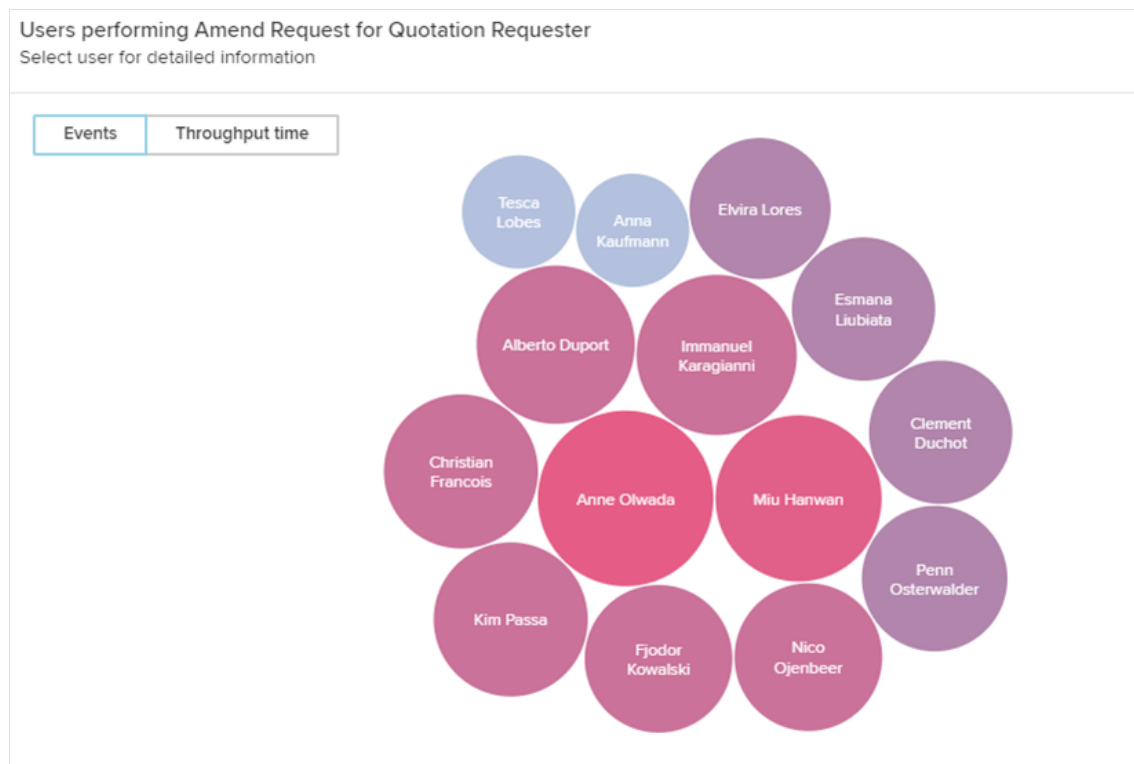 Users performing Amend Request for Quotation Requester
Select user for detailed information
Events
Throughput time
Tesca
Lobes
Anna
Kaufmann
Elvira Lores
Esmana
Liubiata
Alberto Duport
Immanuel
Karagianni
Clement
Duchot
Christian
Francois
Anne Olwada
Miu Hanwan
Penn
Osterwalder
Kim Passa
Fjodor
Kowalski
Nico
Ojenbeer